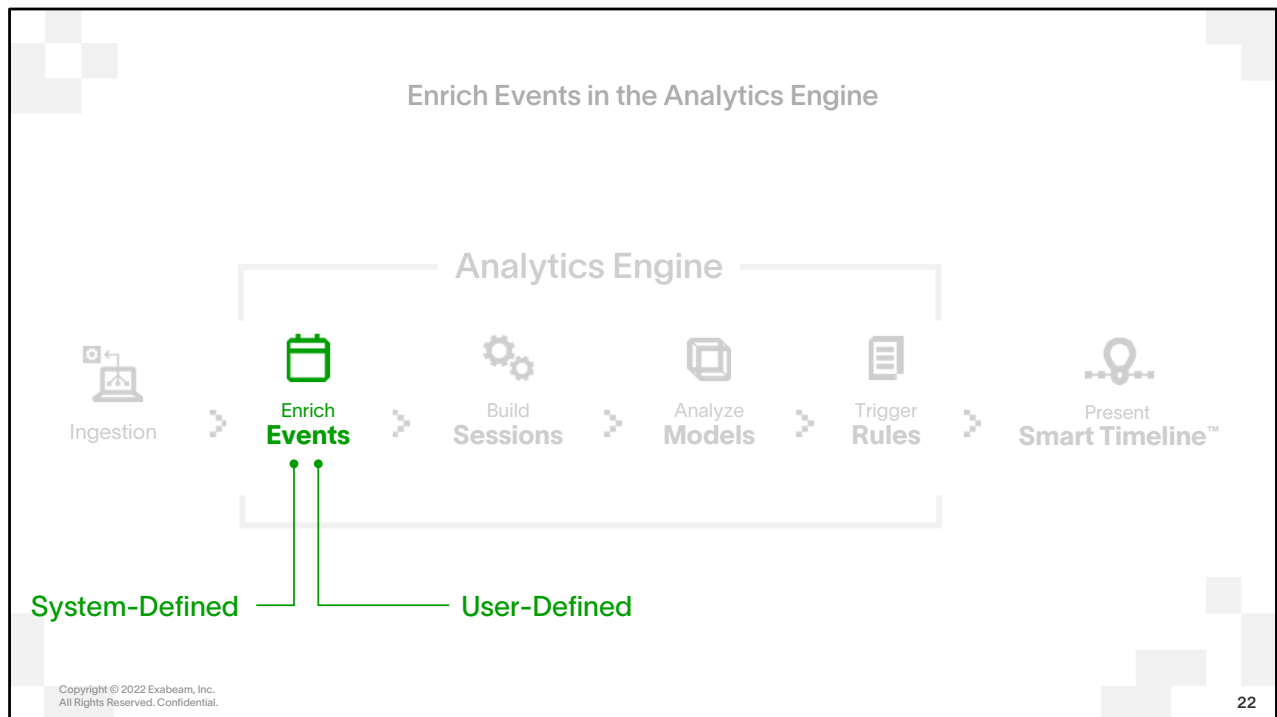 Enrich Events in the Analytics Engine
Analytics Engine
Ingestion
Enrich
Events
Build
Sessions
Analyze
Models
Trigger
Rules
Present
Smart Timeline™
System-Defined
User-Defined
Copyright © 2022 Exabeam, Inc.
All Rights Reserved. Confidential.
22